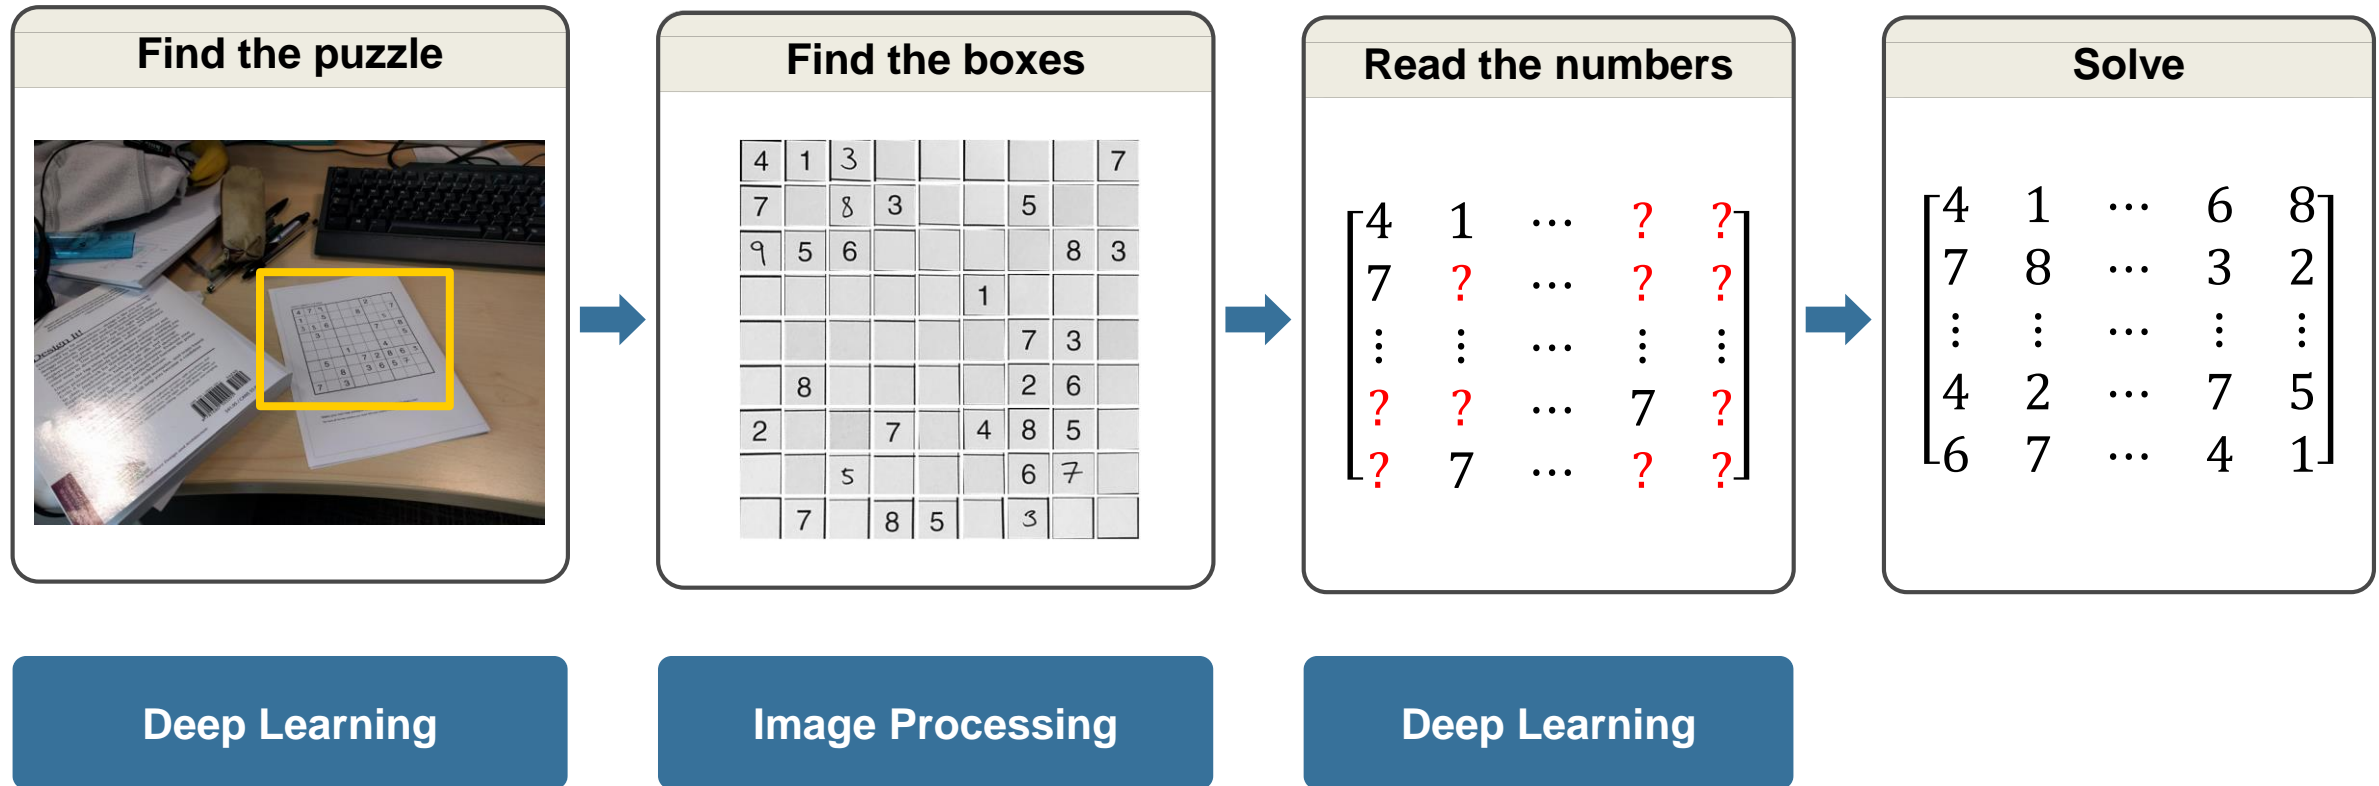 Find the puzzle
Design It!
Find the boxes
4 1 3 7
7 8 3 5
9 5 6 8 3
1
7 3
8 2 6
2 7 4 8 5
5 6 7
7 8 5 3
Read the numbers
4 1 ⋯ ? ?
7 ? ⋯ ? ?
⋮ ⋮ ⋯ ⋮ ⋮
? ? ⋯ 7 ?
? 7 ⋯ ? ?
Solve
4 1 ⋯ 6 8
7 8 ⋯ 3 2
⋮ ⋮ ⋯ ⋮ ⋮
4 2 ⋯ 7 5
6 7 ⋯ 4 1
Deep Learning
Image Processing
Deep Learning